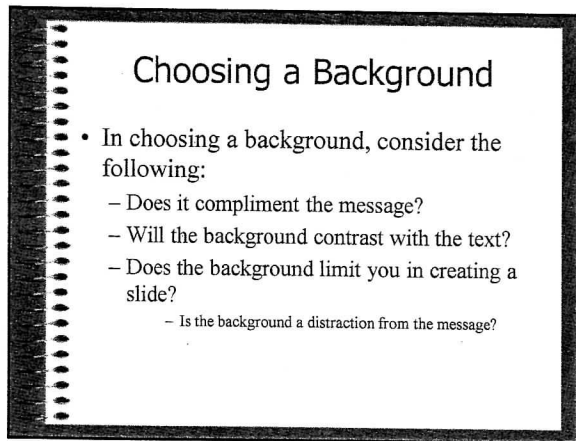 Choosing a Background
• In choosing a background, consider the
following:
– Does it compliment the message?
– Will the background contrast with the text?
– Does the background limit you in creating a
slide?
– Is the background a distraction from the message?